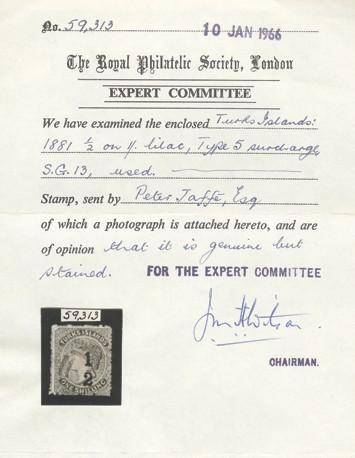 No. 59,313
10 JAN 1966
The Royal Philatelic Society, London
EXPERT COMMITTEE
We have examined the enclosed Turks Islands:
1881 ½ on 1/- lilac, Type 5 surcharge,
S.G. 13, used.
Stamp, sent by Peter Jaffe, Esq
of which a photograph is attached hereto, and are
of opinion that it is genuine but
stained.
FOR THE EXPERT COMMITTEE
CHAIRMAN.
59,313
TURKS ISLANDS
1
2
ONE SHILLING